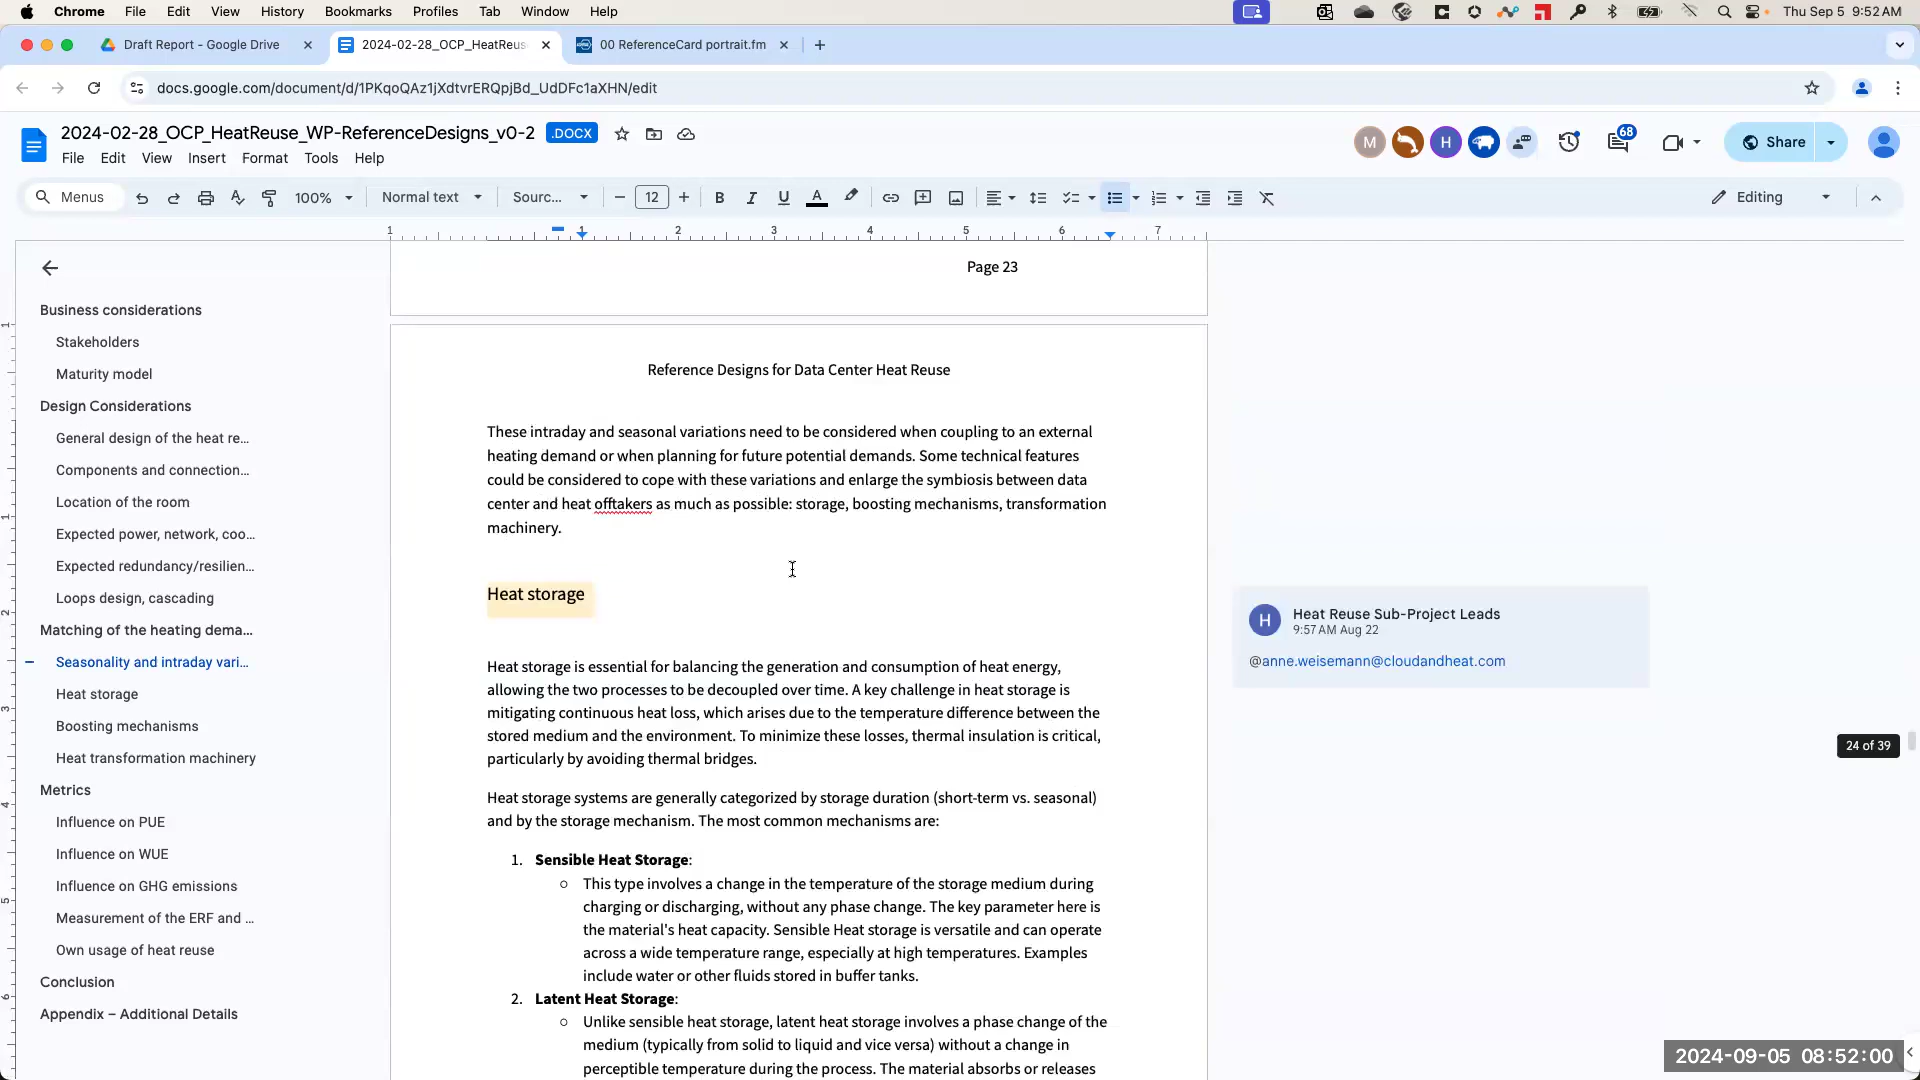 Chrome File Edit View History Bookmarks Profiles Tab Window Help Thu Sep 5 9:52 AM
Draft Report - Google Drive 2024-02-28_OCP_HeatReus 00 ReferenceCard portrait.fm
docs.google.com/document/d/1PKqoQAz1jXdtvrERQpjBd_UdDFc1aXHN/edit
2024-02-28_OCP_HeatReuse_WP-ReferenceDesigns_v0-2 .DOCX
File Edit View Insert Format Tools Help
M H 68 Share
Menus 100% Normal text Sourc... 12 B I U A Editing
1 1 2 3 4 5 6 7
Page 23
Business considerations
Stakeholders
Maturity model
Design Considerations
General design of the heat re...
Components and connection...
Location of the room
Expected power, network, coo...
Expected redundancy/resilien...
Loops design, cascading
Matching of the heating dema...
Seasonality and intraday vari...
Heat storage
Boosting mechanisms
Heat transformation machinery
Metrics
Influence on PUE
Influence on WUE
Influence on GHG emissions
Measurement of the ERF and ...
Own usage of heat reuse
Conclusion
Appendix – Additional Details
Reference Designs for Data Center Heat Reuse
These intraday and seasonal variations need to be considered when coupling to an external
heating demand or when planning for future potential demands. Some technical features
could be considered to cope with these variations and enlarge the symbiosis between data
center and heat offtakers as much as possible: storage, boosting mechanisms, transformation
machinery.
Heat storage
Heat storage is essential for balancing the generation and consumption of heat energy,
allowing the two processes to be decoupled over time. A key challenge in heat storage is
mitigating continuous heat loss, which arises due to the temperature difference between the
stored medium and the environment. To minimize these losses, thermal insulation is critical,
particularly by avoiding thermal bridges.
Heat storage systems are generally categorized by storage duration (short-term vs. seasonal)
and by the storage mechanism. The most common mechanisms are:
1. Sensible Heat Storage:
○ This type involves a change in the temperature of the storage medium during
charging or discharging, without any phase change. The key parameter here is
the material's heat capacity. Sensible Heat storage is versatile and can operate
across a wide temperature range, especially at high temperatures. Examples
include water or other fluids stored in buffer tanks.
2. Latent Heat Storage:
○ Unlike sensible heat storage, latent heat storage involves a phase change of the
medium (typically from solid to liquid and vice versa) without a change in
perceptible temperature during the process. The material absorbs or releases
H Heat Reuse Sub-Project Leads
9:57 AM Aug 22
@anne.weisemann@cloudandheat.com
24 of 39
1
1
2
3
4
5
6
2024-09-05 08:52:00